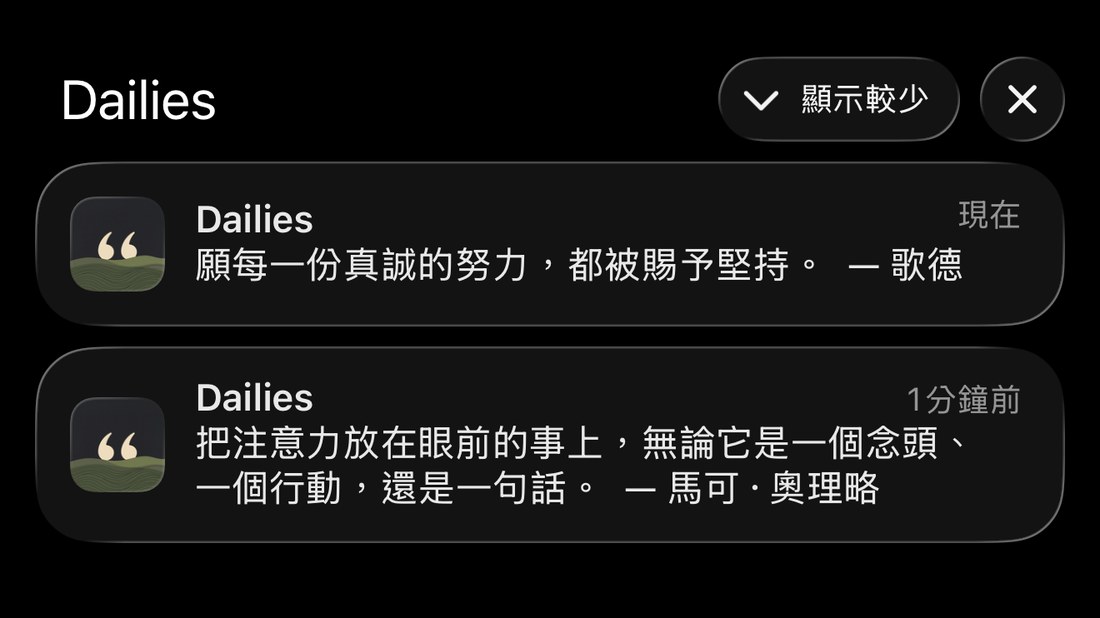 Dailies
顯示較少
Dailies
現在
願每一份真誠的努力，都被賜予堅持。 — 歌德
Dailies
1分鐘前
把注意力放在眼前的事上，無論它是一個念頭、
一個行動，還是一句話。 — 馬可·奧理略